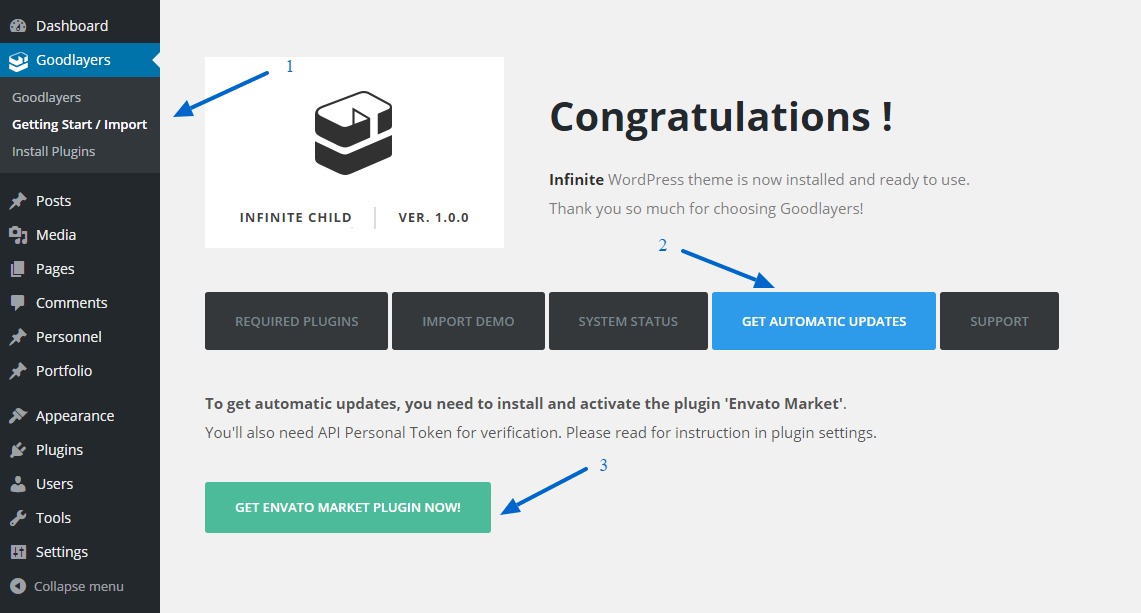 Dashboard
Goodlayers
Goodlayers
Getting Start / Import
Install Plugins
Posts
Media
Pages
Comments
Personnel
Portfolio
Appearance
Plugins
Users
Tools
Settings
Collapse menu
1
INFINITE CHILD | VER. 1.0.0
Congratulations !
Infinite WordPress theme is now installed and ready to use.
Thank you so much for choosing Goodlayers!
2
REQUIRED PLUGINS IMPORT DEMO SYSTEM STATUS GET AUTOMATIC UPDATES SUPPORT
To get automatic updates, you need to install and activate the plugin 'Envato Market'.
You'll also need API Personal Token for verification. Please read for instruction in plugin settings.
3
GET ENVATO MARKET PLUGIN NOW!